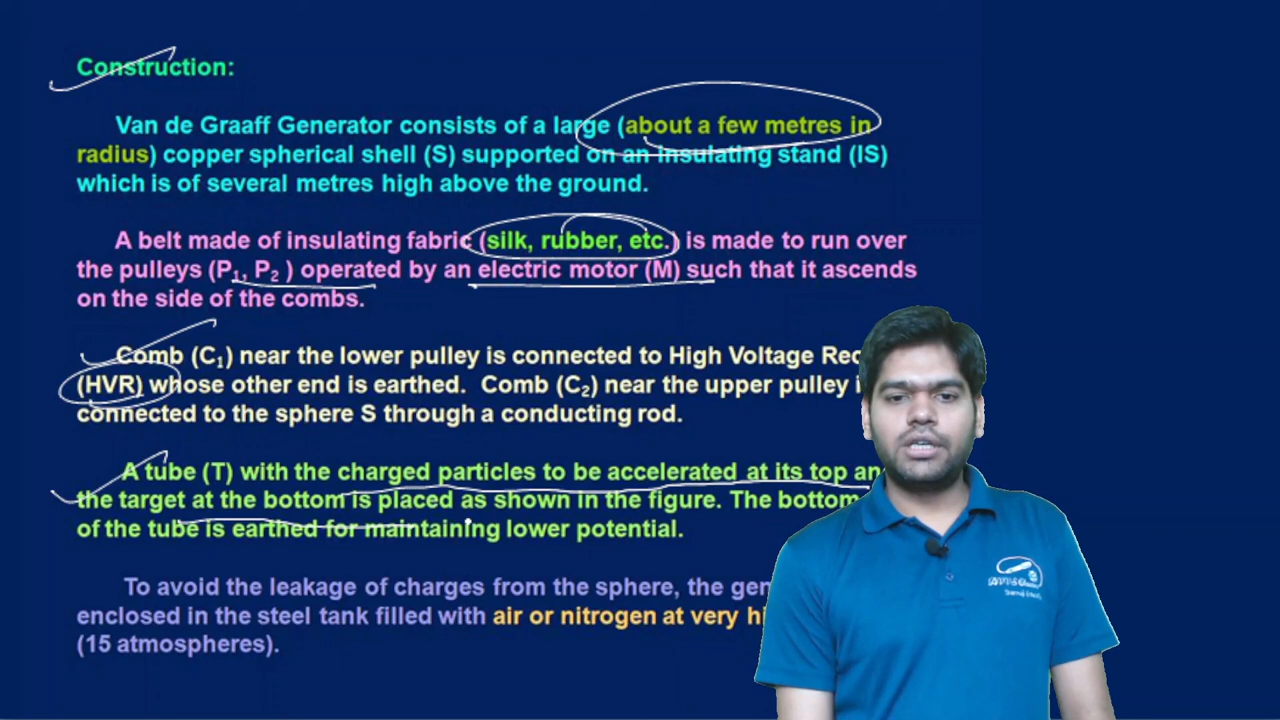 Construction:
Van de Graaff Generator consists of a large (about a few metres in
radius) copper spherical shell (S) supported on an insulating stand (IS)
which is of several metres high above the ground.
A belt made of insulating fabric (silk, rubber, etc.) is made to run over
the pulleys (P1, P2 ) operated by an electric motor (M) such that it ascends
on the side of the combs.
Comb (C1) near the lower pulley is connected to High Voltage
(HVR) whose other end is earthed. Comb (C2) near the upper pulley
connected to the sphere S through a conducting rod.
A tube (T) with the charged particles to be accelerated at its top
the target at the bottom is placed as shown in the figure. The bottom
of the tube is earthed for maintaining lower potential.
To avoid the leakage of charges from the sphere, the
enclosed in the steel tank filled with air or nitrogen at very
(15 atmospheres).